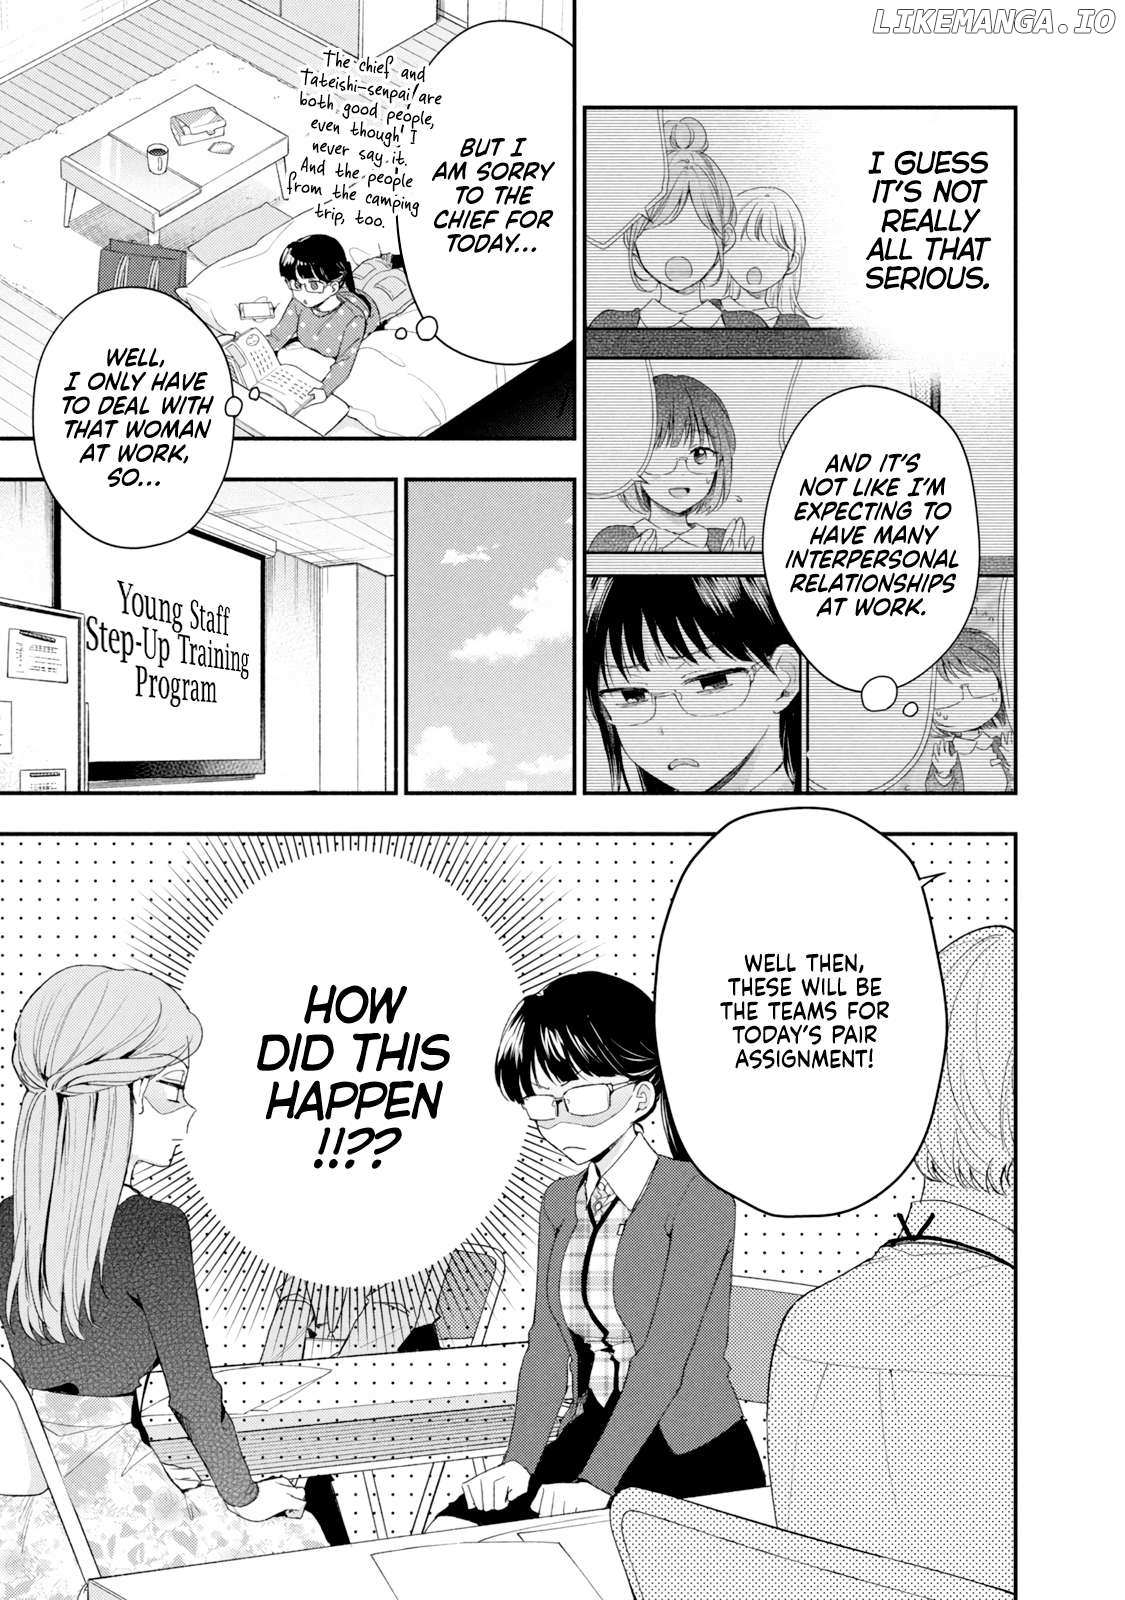 LIKEMANGA.IO
I GUESS
IT'S NOT
REALLY
ALL THAT
SERIOUS.
AND IT'S
NOT LIKE I'M
EXPECTING TO
HAVE MANY
INTERPERSONAL
RELATIONSHIPS
AT WORK.
BUT I
AM SORRY
TO THE
CHIEF FOR
TODAY...
The chief and
Tateishi-senpai are
both good people,
even though I
never say it.
And the people
from the camping
trip, too.
WELL,
I ONLY HAVE
TO DEAL WITH
THAT WOMAN
AT WORK,
SO...
Young Staff
Step-Up Training
Program
WELL THEN,
THESE WILL BE
THE TEAMS FOR
TODAY'S PAIR
ASSIGNMENT!
HOW
DID THIS
HAPPEN
!!??